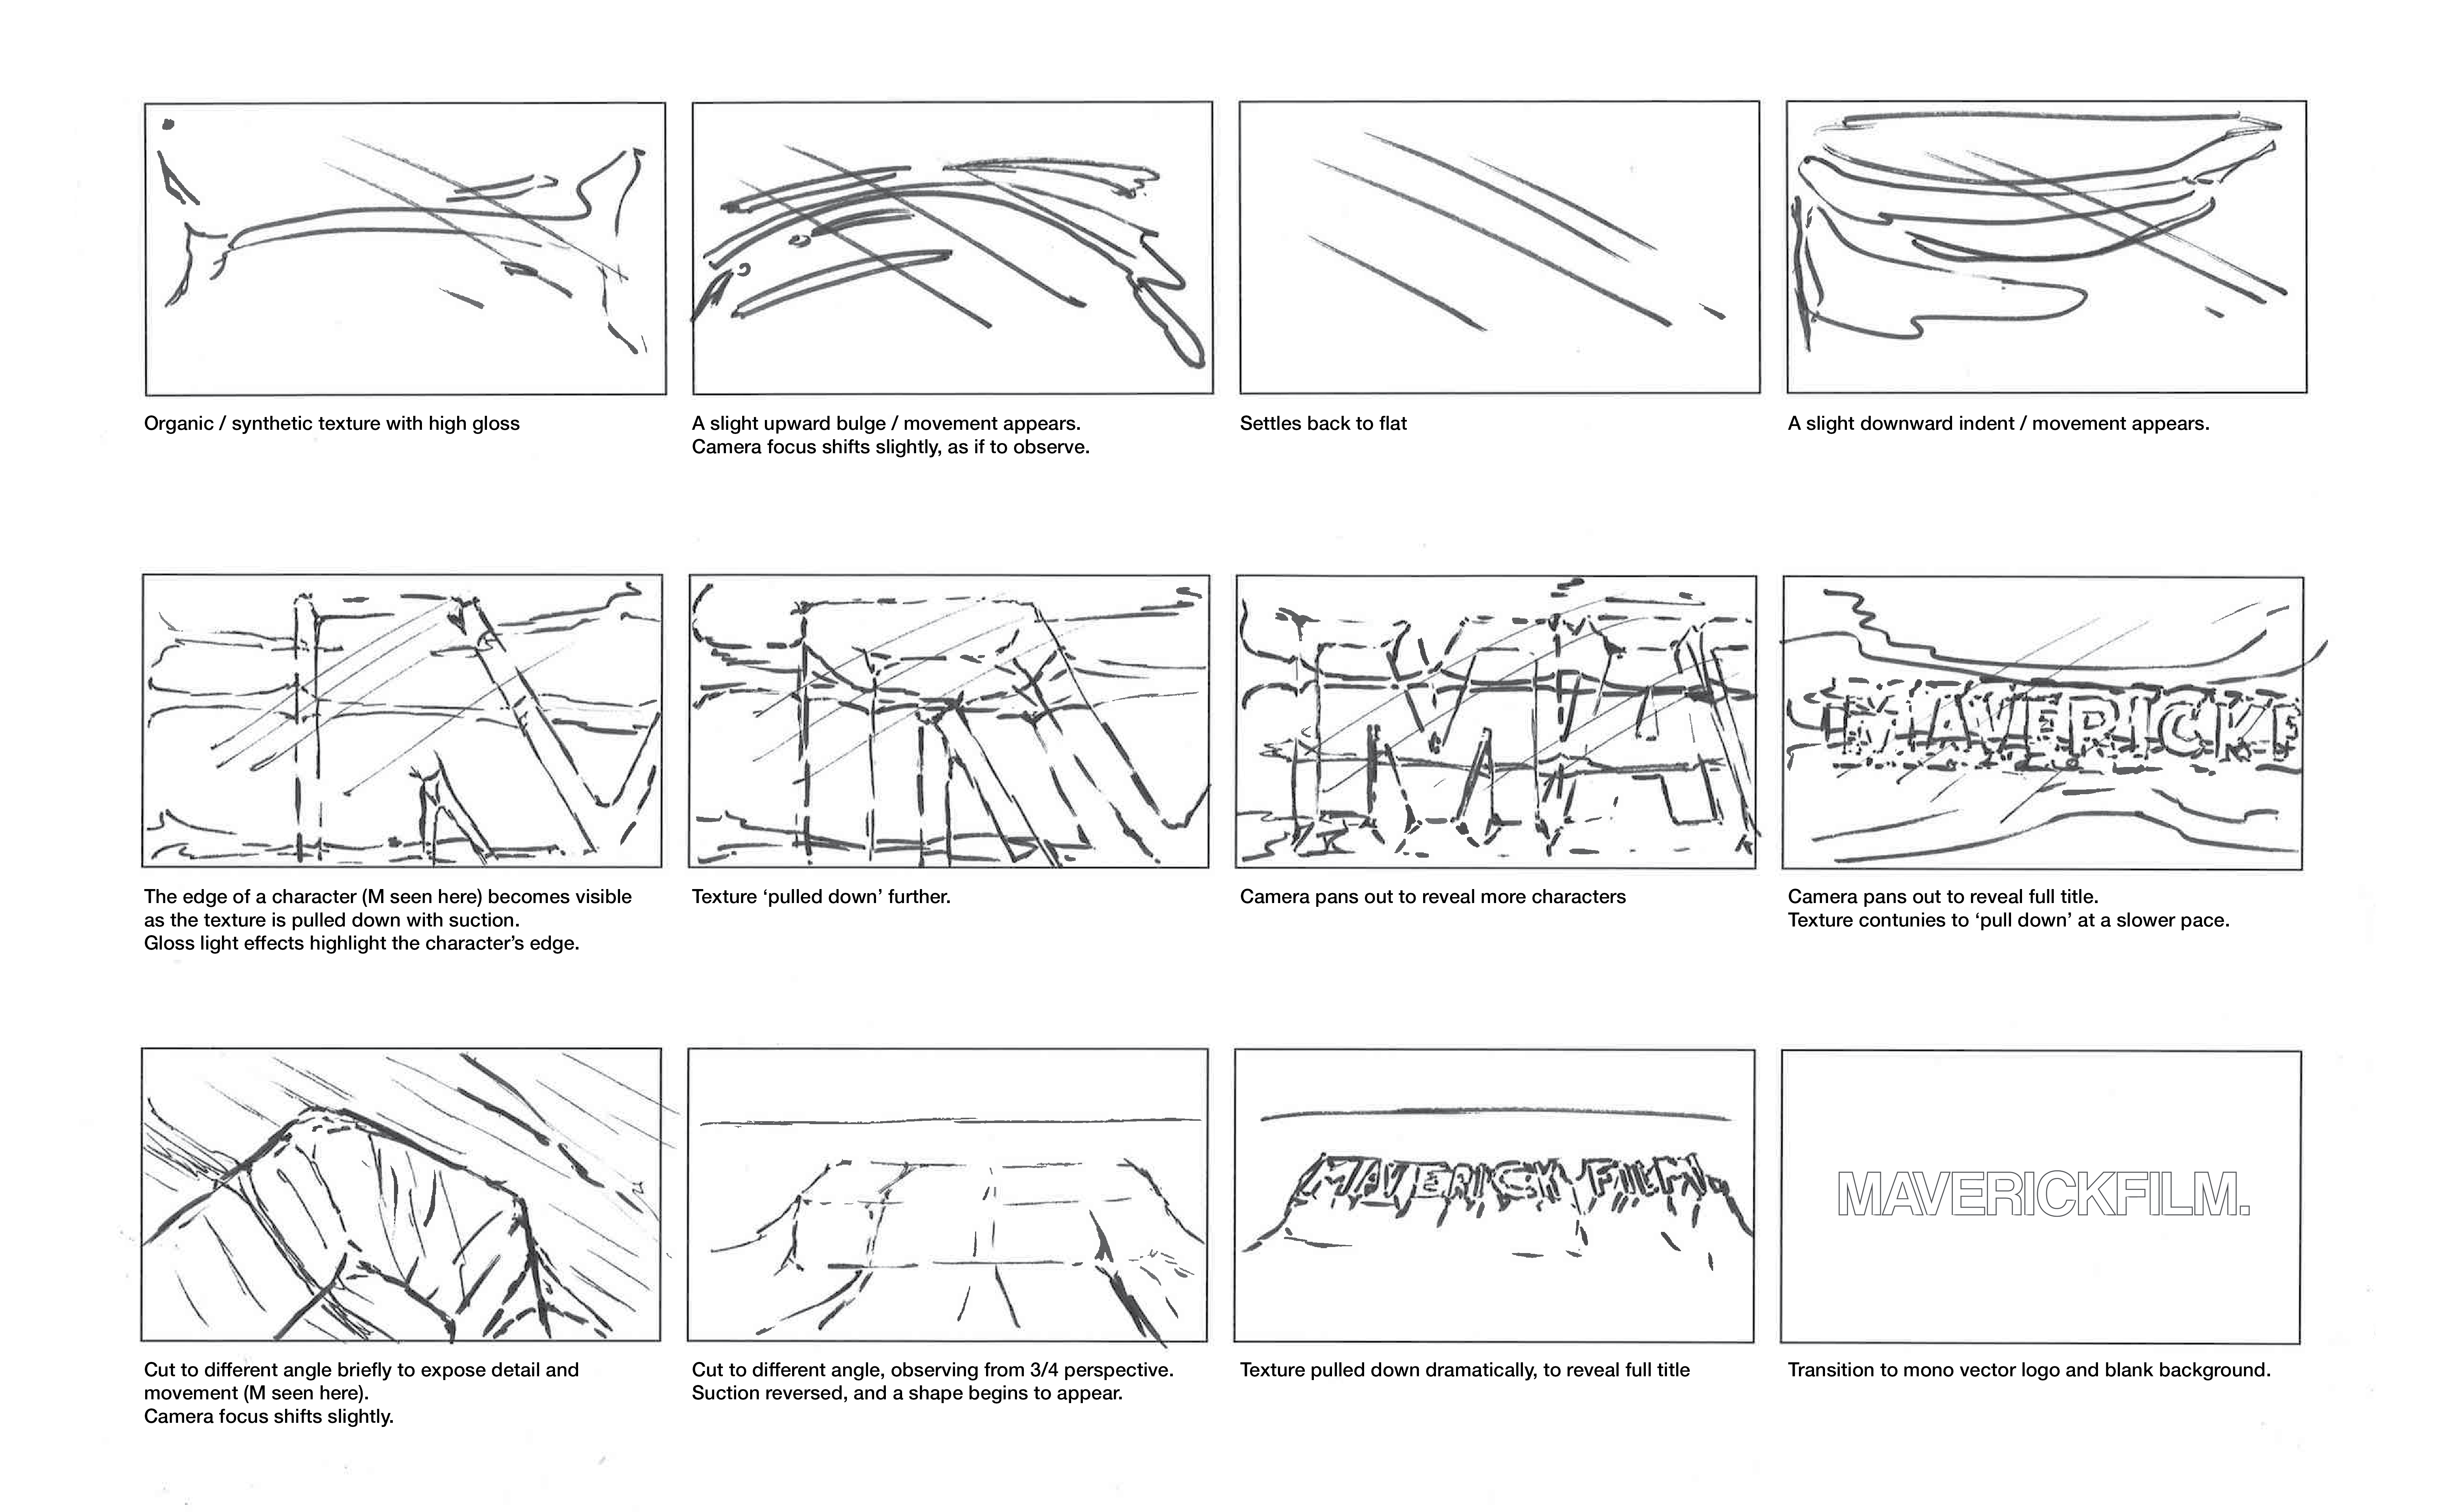 Organic / synthetic texture with high gloss
A slight upward bulge / movement appears.
Camera focus shifts slightly, as if to observe.
Settles back to flat
A slight downward indent / movement appears.
M
MA
MAVERICKF
The edge of a character (M seen here) becomes visible
as the texture is pulled down with suction.
Gloss light effects highlight the character's edge.
Texture ‘pulled down’ further.
Camera pans out to reveal more characters
Camera pans out to reveal full title.
Texture contunies to ‘pull down’ at a slower pace.
MAVERICK FILM.
MAVERICKFILM.
Cut to different angle briefly to expose detail and
movement (M seen here).
Camera focus shifts slightly.
Cut to different angle, observing from 3/4 perspective.
Suction reversed, and a shape begins to appear.
Texture pulled down dramatically, to reveal full title
Transition to mono vector logo and blank background.